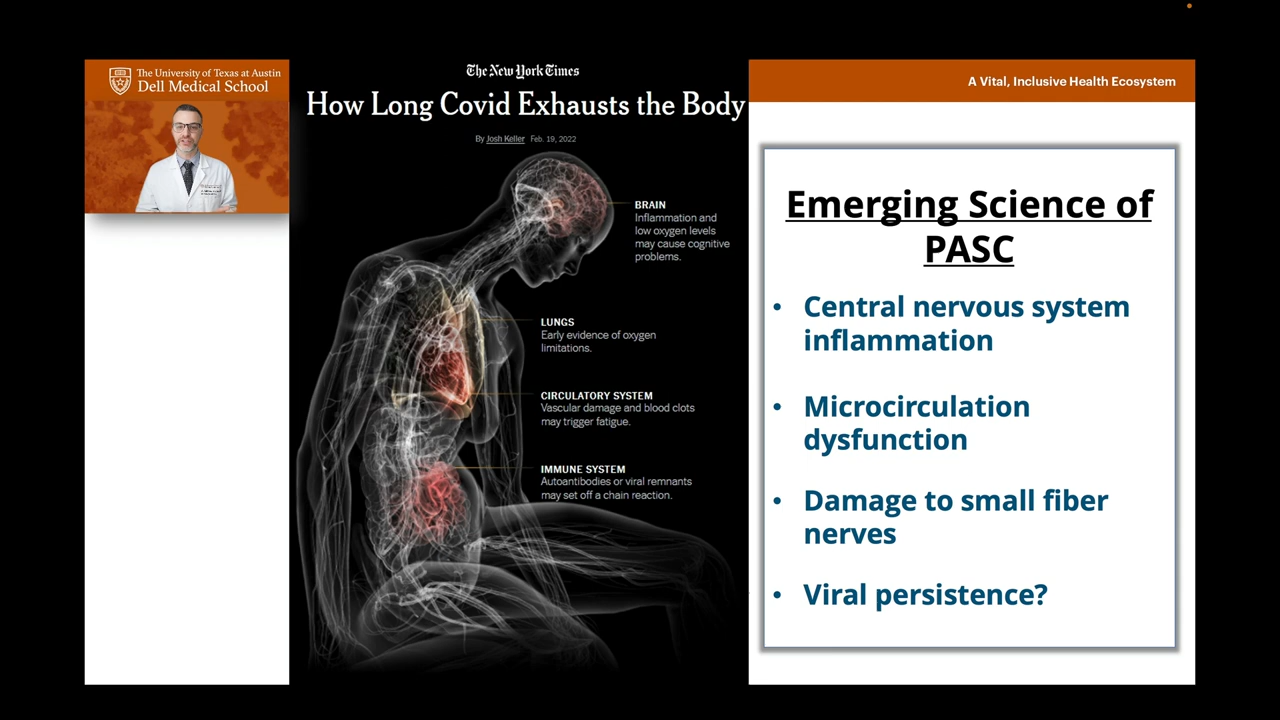 The University of Texas at Austin
Dell Medical School
The New York Times
How Long Covid Exhausts the Body
By Josh Keller Feb. 19, 2022
BRAIN
Inflammation and
low oxygen levels
may cause cognitive
problems.
LUNGS
Early evidence of oxygen
limitations.
CIRCULATORY SYSTEM
Vascular damage and blood clots
may trigger fatigue.
IMMUNE SYSTEM
Autoantibodies or viral remnants
may set off a chain reaction.
A Vital, Inclusive Health Ecosystem
Emerging Science of
PASC
• Central nervous system
inflammation
• Microcirculation
dysfunction
• Damage to small fiber
nerves
• Viral persistence?